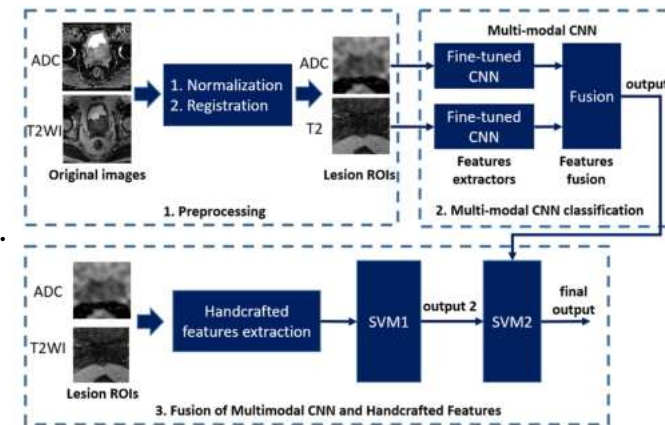 ADC
T2WI
Original images
1. Normalization
2. Registration
ADC
T2
Lesion ROIs
1. Preprocessing
Multi-modal CNN
Fine-tuned
CNN
Fine-tuned
CNN
Features
extractors
Fusion
Features
fusion
output
2. Multi-modal CNN classification
ADC
T2WI
Lesion ROIs
Handcrafted
features extraction
SVM1
output 2
SVM2
final
output
3. Fusion of Multimodal CNN and Handcrafted Features